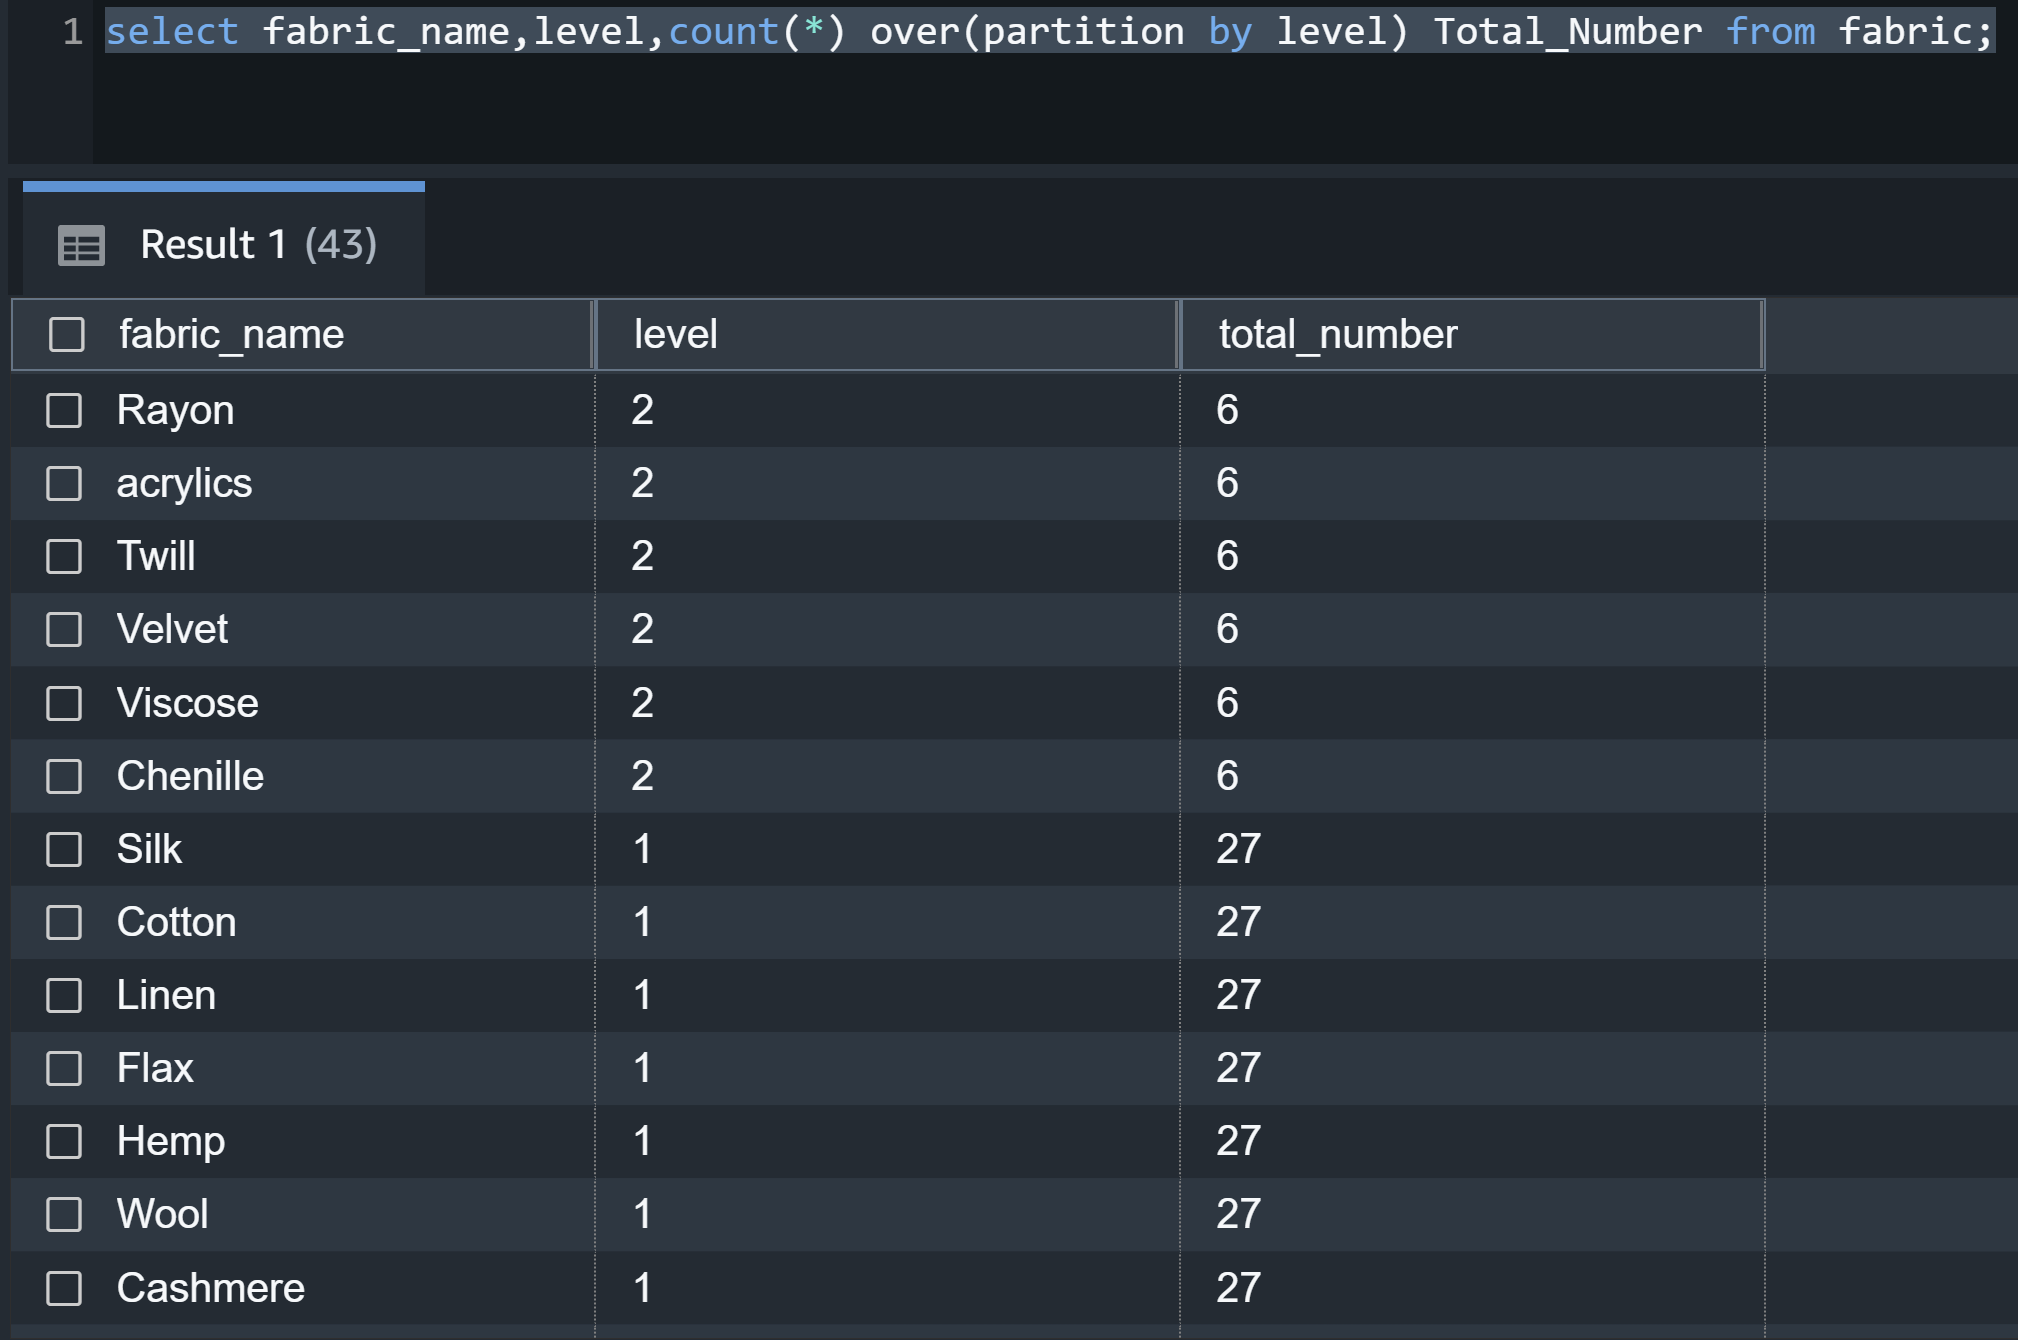 1 select fabric_name,level,count(*) over(partition by level) Total_Number from fabric;
Result 1 (43)
fabric_name level total_number
Rayon 2 6
acrylics 2 6
Twill 2 6
Velvet 2 6
Viscose 2 6
Chenille 2 6
Silk 1 27
Cotton 1 27
Linen 1 27
Flax 1 27
Hemp 1 27
Wool 1 27
Cashmere 1 27